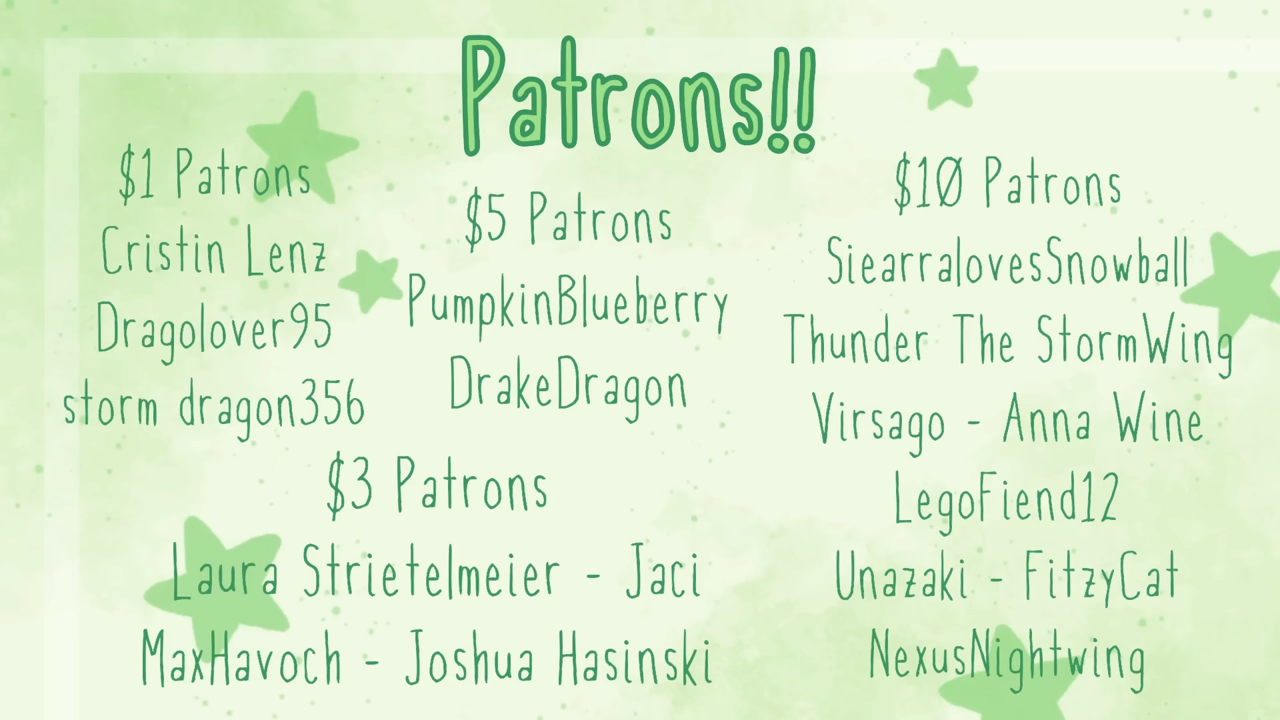 Patrons!!
$1 Patrons
Cristin Lenz
Dragolover95
storm dragon356
$5 Patrons
PumpkinBlueberry
DrakeDragon
$3 Patrons
Laura Strietelmeier - Jaci
MaxHavoch - Joshua Hasinski
$10 Patrons
SiearralovesSnowball
Thunder The StormWing
Virsago - Anna Wine
LegoFiend12
Unazaki - FitzyCat
NexusNightwing